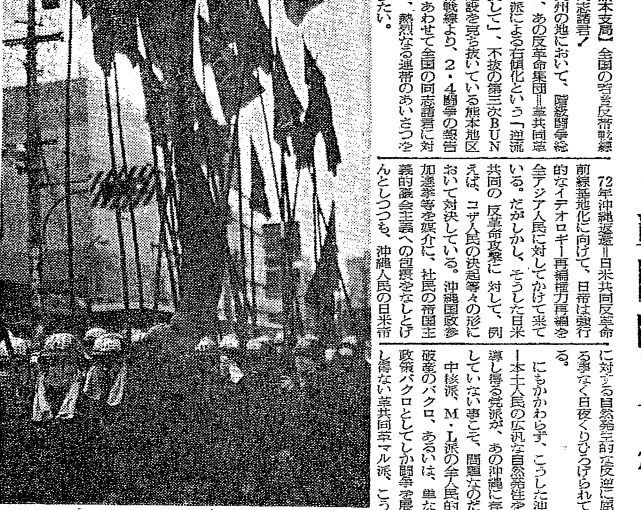 本支局】全国の若き反帝戦線
志諸君！
州の地において、階級闘争総
、あの反革命集団＝革共同革
派による右傾化という「逆流
して」、不抜の第三次BUN
設を克ち抜いている熊本地区
戦線より、2・4闘争の報告
あわせて全国の同志諸君に対
、熱烈なる連帯のあいさつを
たい。
72年沖縄返還＝日米共同反革命
前線基地化に向けて、日帝は強行
的なイデオロギー再編権力再編を
全アジア人民に対してかけて来て
いる。だがしかし、そうした日米
共同の反革命攻撃に対して、例
えば、コザ人民の決起等々の形に
おいて対決している。沖縄国政参
加選挙等を媒介に、社民の帝国主
義的議会主義への包摂をなしとげ
んとしつつも、沖縄人民の日米帝
に対する自然発生的な反逆に屈
る事なく日夜くりひろげられて
る。
にもかかわらず、こうした沖
本土人民の広汎な自然発生を
導し得る党派が、あの沖縄に存
していない事こそ、問題なのだ
中核派、M・L派の全人民的
破産のバクロ、あるいは、単な
政策バクロとしてしか闘争を展
し得ない革共同革マル派、こう